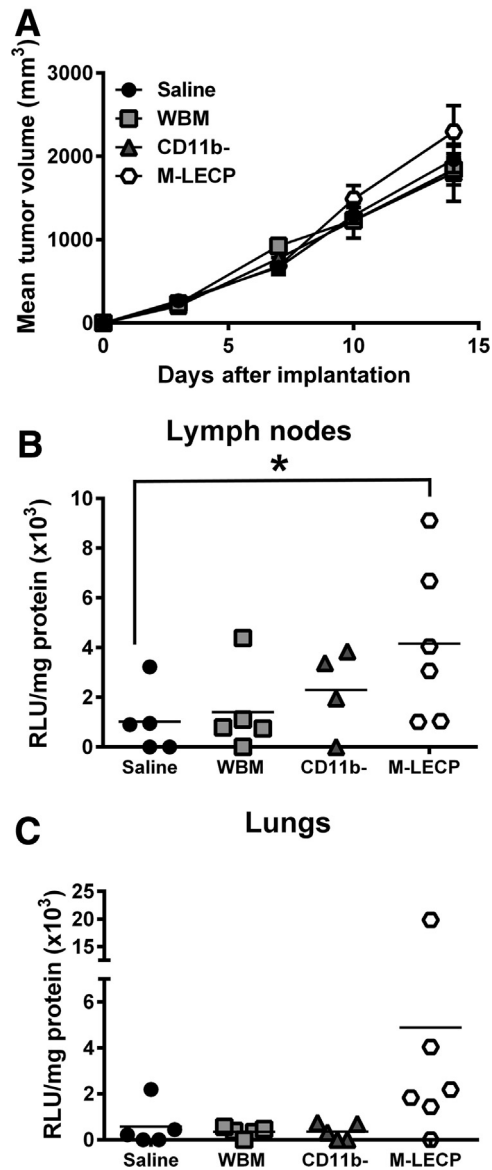 A
Mean tumor volume (mm3)
3000
2000
1000
0
Saline
WBM
CD11b-
M-LECP
0 5 10 15
Days after implantation
B
Lymph nodes
*
RLU/mg protein (x103)
10
8
6
4
2
0
Saline WBM CD11b- M-LECP
C
Lungs
RLU/mg protein (x103)
25
20
15
6
4
2
0
Saline WBM CD11b- M-LECP